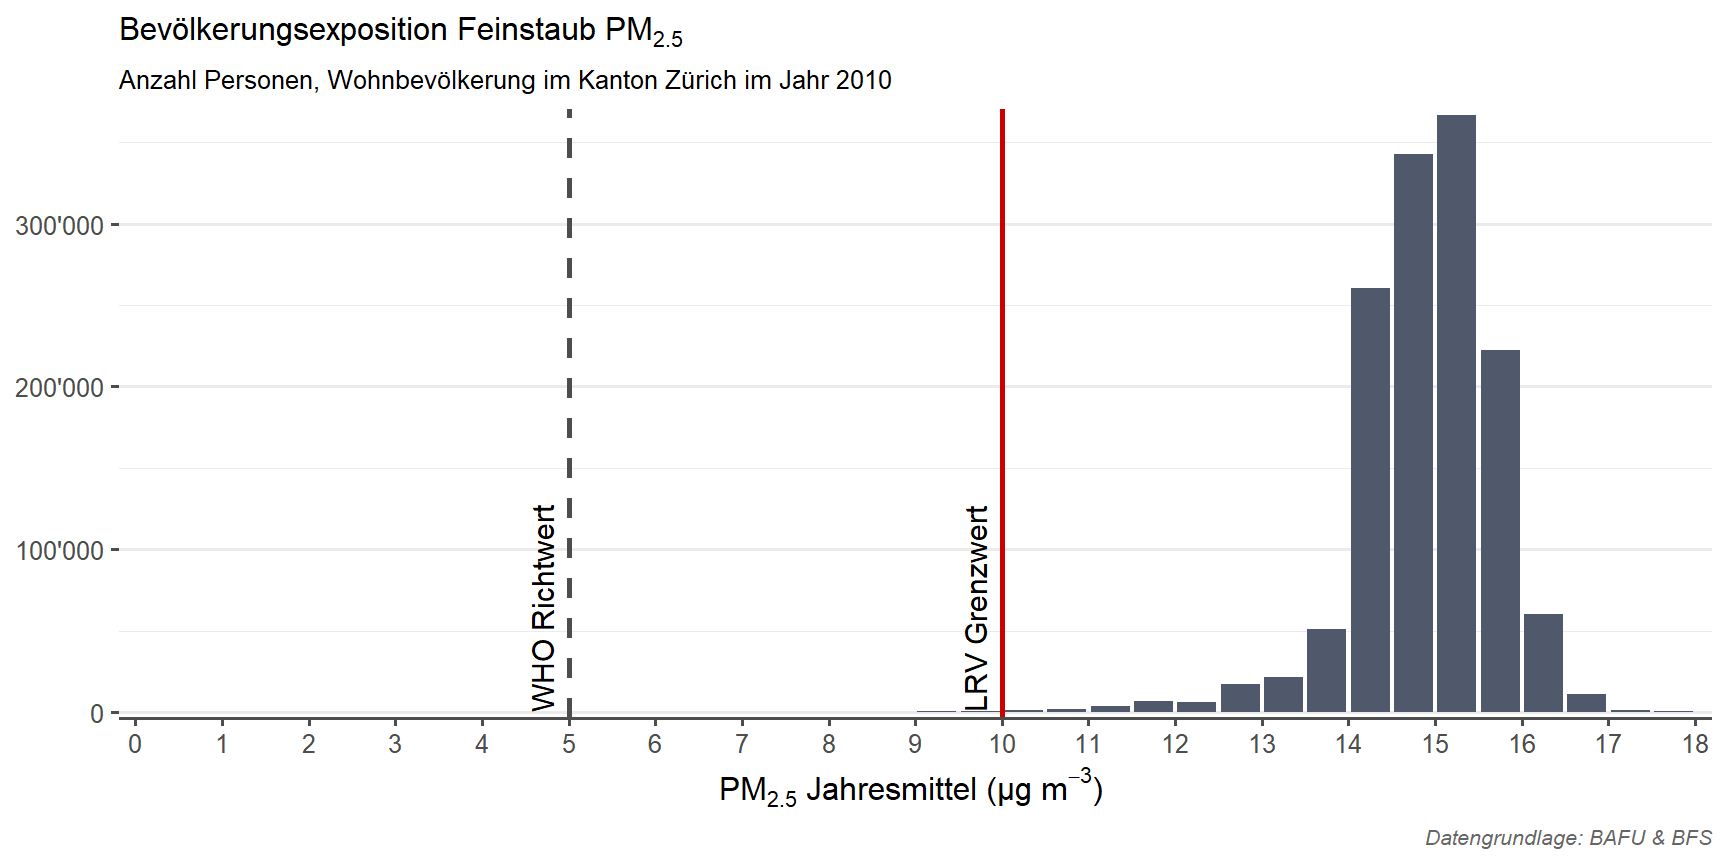 Bevölkerungsexposition Feinstaub PM2.5
Anzahl Personen, Wohnbevölkerung im Kanton Zürich im Jahr 2010
300'000
200'000
100'000
0
WHO Richtwert
LRV Grenzwert
0 1 2 3 4 5 6 7 8 9 10 11 12 13 14 15 16 17 18
PM2.5 Jahresmittel (µg m−3)
Datengrundlage: BAFU & BFS